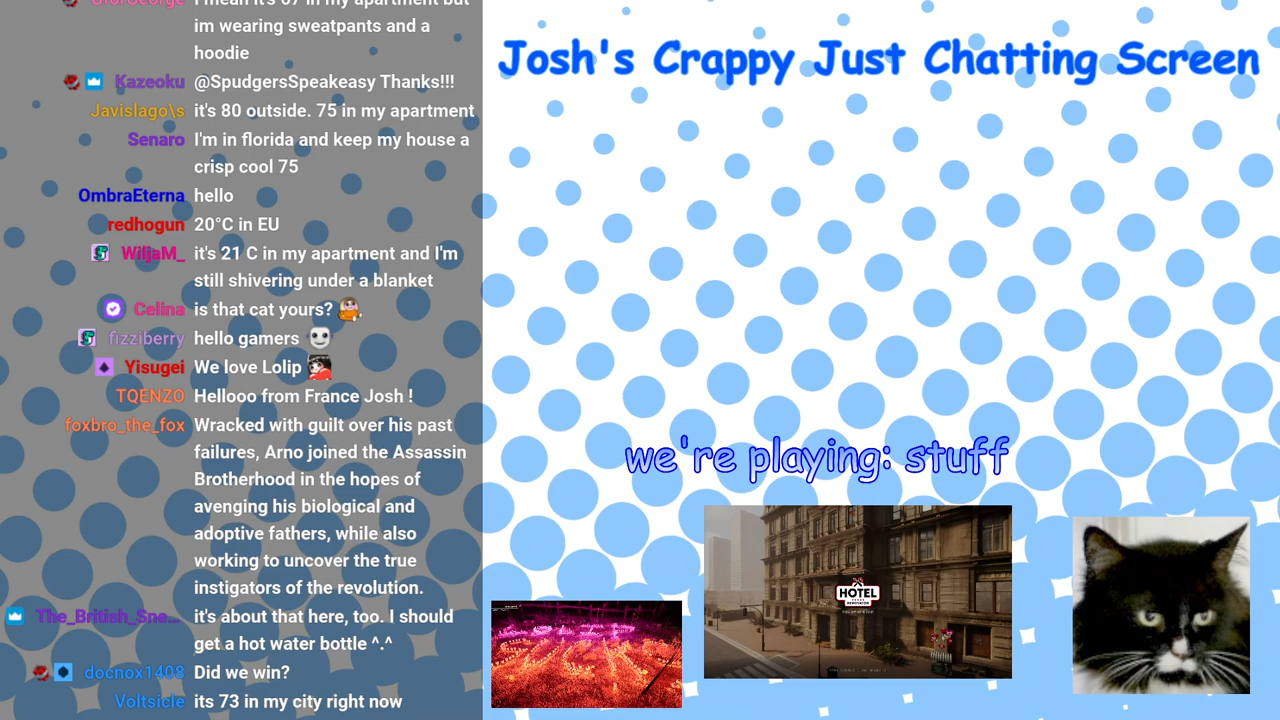 GrorGeorge I mean it's 67 in my apartment but
im wearing sweatpants and a
hoodie
Kazeoku @SpudgersSpeakeasy Thanks!!!
Javislago\s it's 80 outside. 75 in my apartment
Senaro I'm in florida and keep my house a
crisp cool 75
OmbraEterna hello
redhogun 20°C in EU
WiljaM_ it's 21 C in my apartment and I'm
still shivering under a blanket
Celina is that cat yours?
fizziberry hello gamers
Yisugei We love Lolip
TQENZO Hellooo from France Josh !
foxbro_the_fox Wracked with guilt over his past
failures, Arno joined the Assassin
Brotherhood in the hopes of
avenging his biological and
adoptive fathers, while also
working to uncover the true
instigators of the revolution.
The_British_Sne... it's about that here, too. I should
get a hot water bottle ^.^
docnox1408 Did we win?
Voltsicle its 73 in my city right now
Josh's Crappy Just Chatting Screen
we're playing: stuff
HOTEL
RENOVATOR